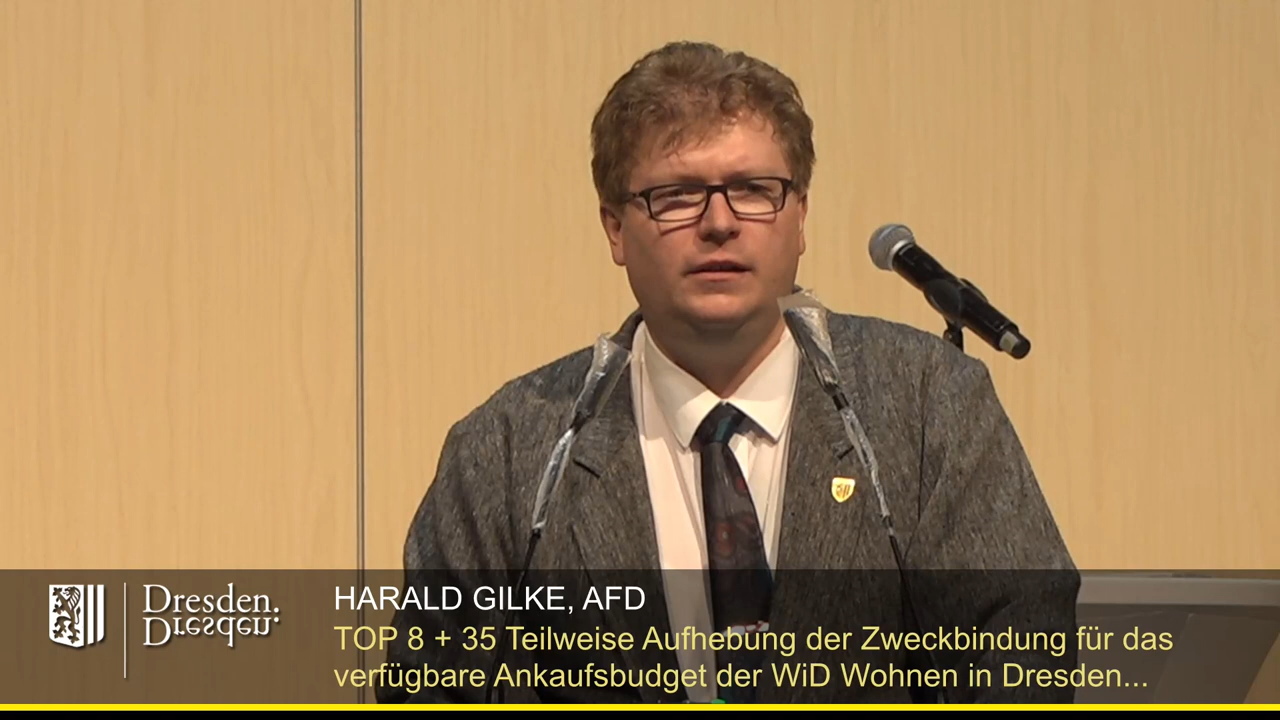 Dresden.
Dresden.
HARALD GILKE, AFD
TOP 8 + 35 Teilweise Aufhebung der Zweckbindung für das
verfügbare Ankaufsbudget der WiD Wohnen in Dresden...